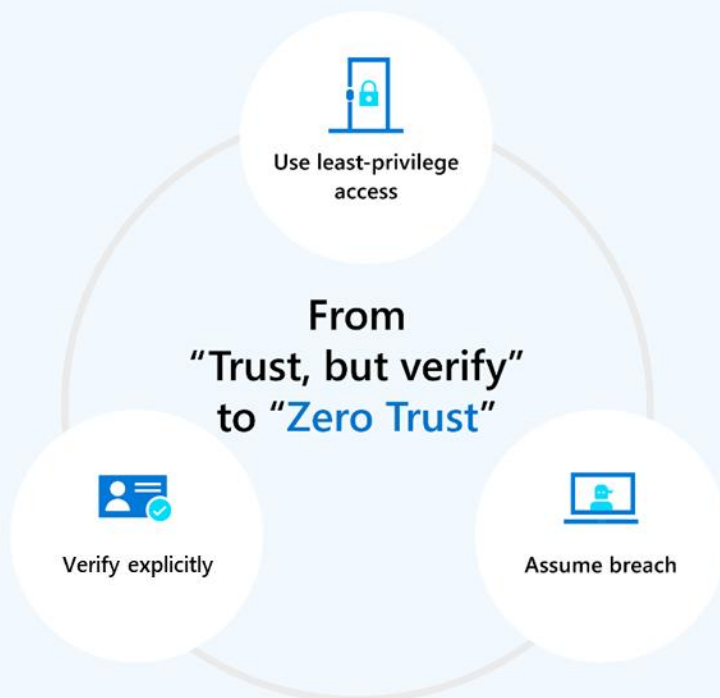 Use least-privilege
access
From
“Trust, but verify”
to “Zero Trust”
Verify explicitly
Assume breach